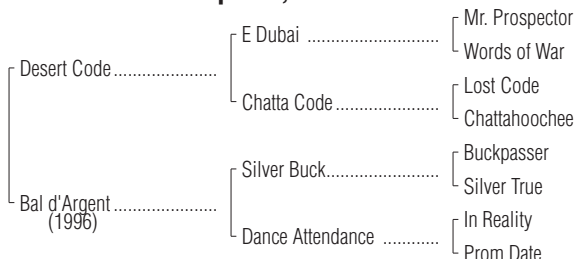 Mr. Prospector
E Dubai ........................
Words of War
Desert Code ....................
Lost Code
Chatta Code ....................
Chattahoochee
Buckpasser
Silver Buck ....................
Silver True
Bal d'Argent ....................
(1996)
In Reality
Dance Attendance ............
Prom Date